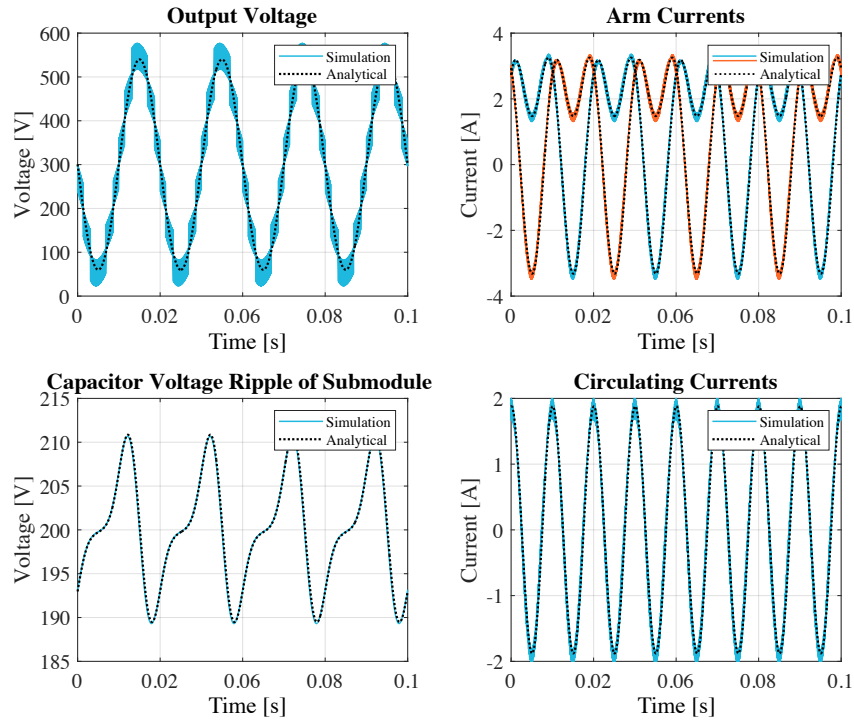 Output Voltage
600
500
400
300
200
100
0
Voltage [V]
0
0.02
0.04
0.06
0.08
0.1
Time [s]
Simulation
Analytical
Arm Currents
4
2
0
-2
-4
Current [A]
0
0.02
0.04
0.06
0.08
0.1
Time [s]
Simulation
Analytical
Capacitor Voltage Ripple of Submodule
215
210
205
200
195
190
185
Voltage [V]
0
0.02
0.04
0.06
0.08
0.1
Time [s]
Simulation
Analytical
Circulating Currents
2
1
0
-1
-2
Current [A]
0
0.02
0.04
0.06
0.08
0.1
Time [s]
Simulation
Analytical